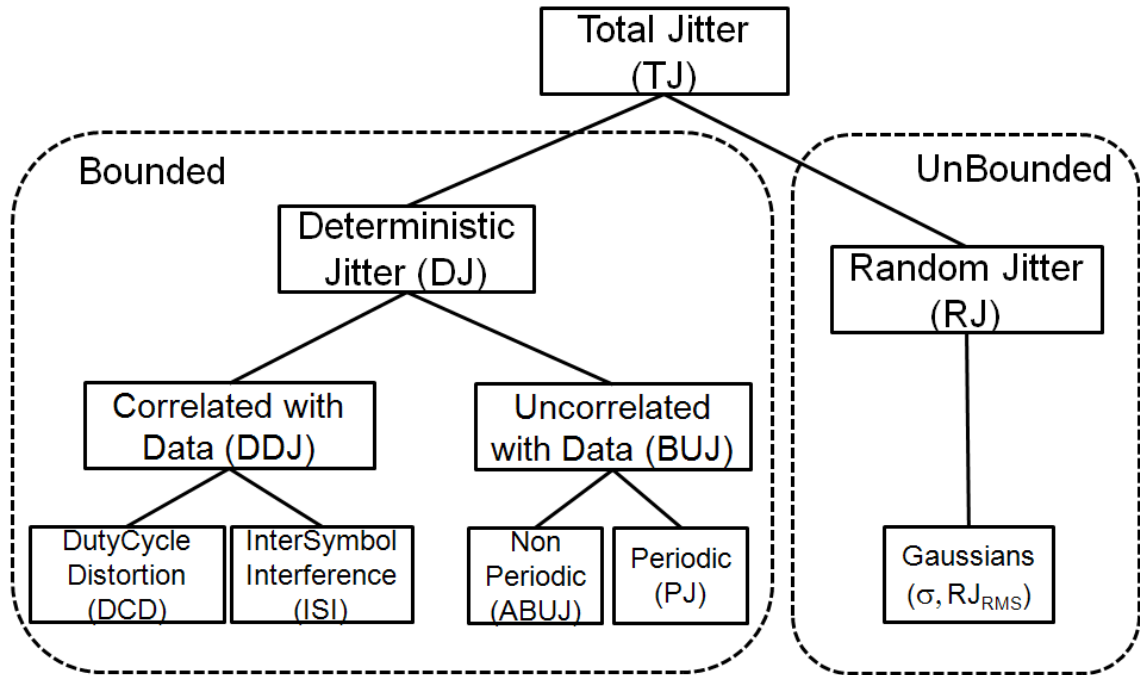 Total Jitter
(TJ)
Bounded
UnBounded
Deterministic
Jitter (DJ)
Random Jitter
(RJ)
Correlated with
Data (DDJ)
Uncorrelated
with Data (BUJ)
DutyCycle
Distortion
(DCD)
InterSymbol
Interference
(ISI)
Non
Periodic
(ABUJ)
Periodic
(PJ)
Gaussians
(σ, RJRMS)